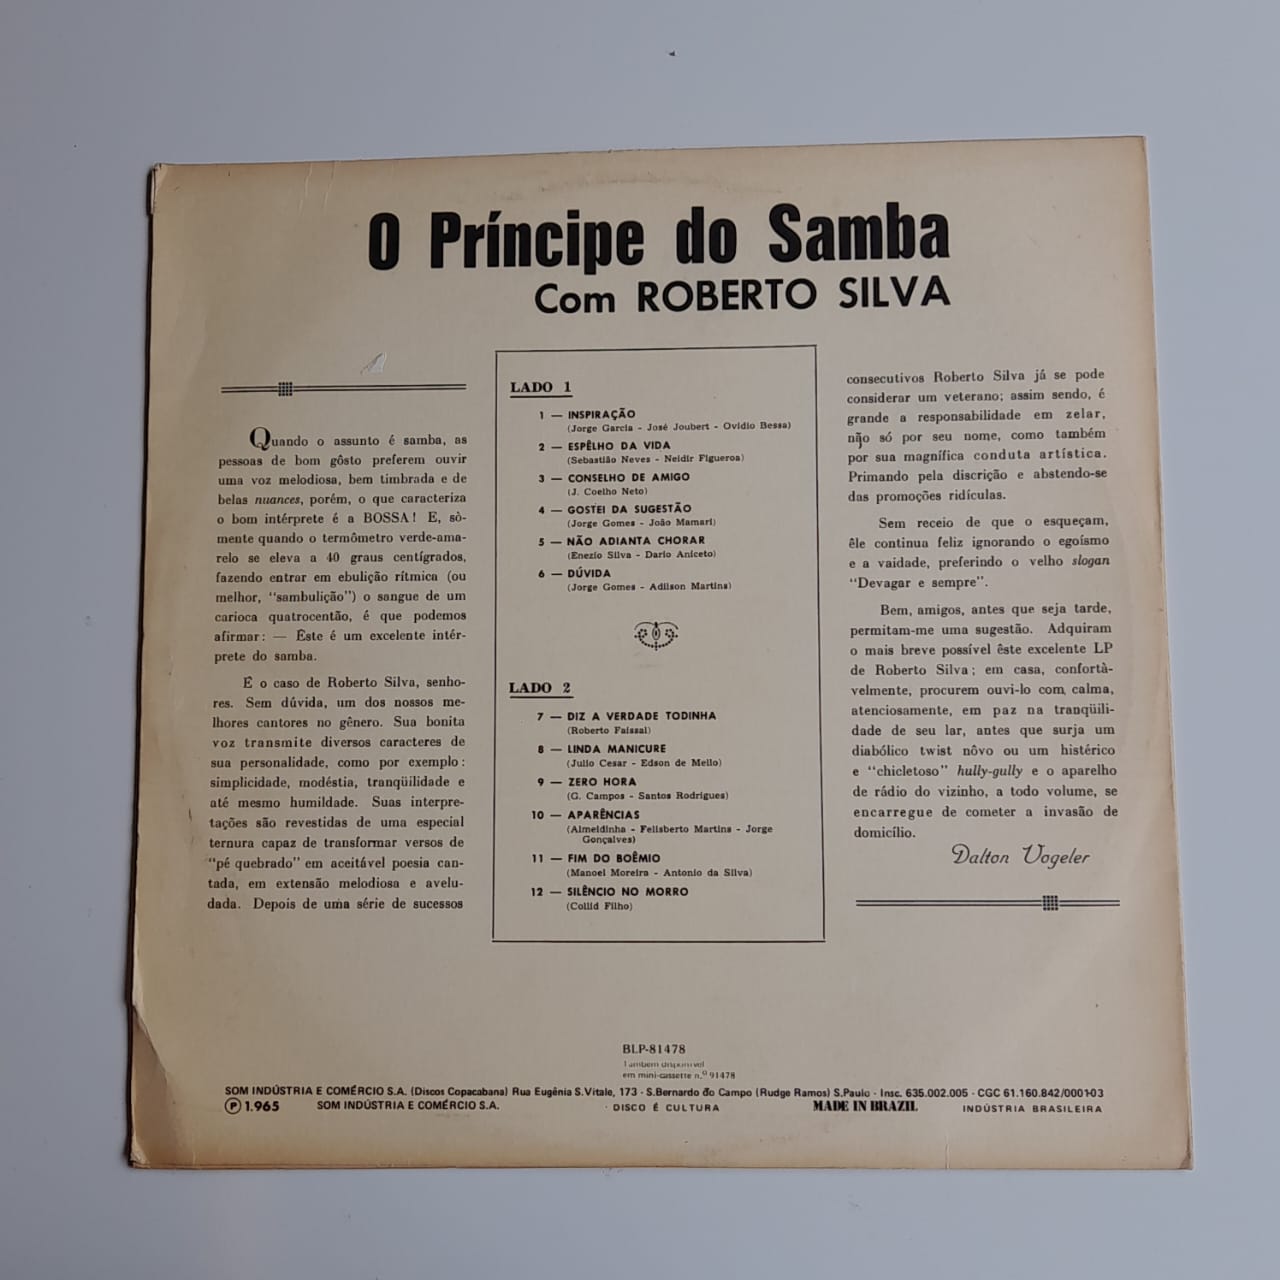 O Príncipe do Samba
Com ROBERTO SILVA
Quando o assunto é samba, as
pessoas de bom gôsto preferem ouvir
uma voz melodiosa, bem timbrada e de
belas nuances, porém, o que caracteriza
o bom intérprete é a BOSSA! E, sò-
mente quando o termômetro verde-ama-
relo se eleva a 40 graus centígrados,
fazendo entrar em ebulição rítmica (ou
melhor, “sambulição”) o sangue de um
carioca quatrocentão, é que podemos
afirmar: — Êste é um excelente intér-
prete do samba.
É o caso de Roberto Silva, senho-
res. Sem dúvida, um dos nossos me-
lhores cantores no gênero. Sua bonita
voz transmite diversos caracteres de
sua personalidade, como por exemplo:
simplicidade, modéstia, tranqüilidade e
até mesmo humildade. Suas interpre-
tações são revestidas de uma especial
ternura capaz de transformar versos de
“pé quebrado” em aceitável poesia can-
tada, em extensão melodiosa e avelu-
dada. Depois de uma série de sucessos
LADO 1
1 — INSPIRAÇÃO
(Jorge Garcia - José Joubert - Ovidio Bessa)
2 — ESPÊLHO DA VIDA
(Sebastião Neves - Neidir Figueroa)
3 — CONSELHO DE AMIGO
(J. Coelho Neto)
4 — GOSTEI DA SUGESTÃO
(Jorge Gomes - João Mamari)
5 — NÃO ADIANTA CHORAR
(Enezio Silva - Dario Aniceto)
6 — DÚVIDA
(Jorge Gomes - Adilson Martins)
LADO 2
7 — DIZ A VERDADE TODINHA
(Roberto Faissal)
8 — LINDA MANICURE
(Julio Cesar - Edson de Mello)
9 — ZERO HORA
(G. Campos - Santos Rodrigues)
10 — APARÊNCIAS
(Almeidinha - Felisberto Martins - Jorge
Gonçalves)
11 — FIM DO BOÊMIO
(Manoel Moreira - Antonio da Silva)
12 — SILÊNCIO NO MORRO
(Collid Filho)
consecutivos Roberto Silva já se pode
considerar um veterano; assim sendo, é
grande a responsabilidade em zelar,
não só por seu nome, como também
por sua magnífica conduta artística.
Primando pela discrição e abstendo-se
das promoções ridículas.
Sem receio de que o esqueçam,
êle continua feliz ignorando o egoísmo
e a vaidade, preferindo o velho slogan
“Devagar e sempre”.
Bem, amigos, antes que seja tarde,
permitam-me uma sugestão. Adquiram
o mais breve possível êste excelente LP
de Roberto Silva; em casa, confortà-
velmente, procurem ouvi-lo com calma,
atenciosamente, em paz na tranqüili-
dade de seu lar, antes que surja um
diabólico twist nôvo ou um histérico
e “chicletoso” hully-gully e o aparelho
de rádio do vizinho, a todo volume, se
encarregue de cometer a invasão de
domicílio.
Dalton Vogeler
BLP-81478
Também disponível
em mini-cassette n.º 91478
SOM INDÚSTRIA E COMÉRCIO S.A. (Discos Copacabana) Rua Eugênia S.Vitale, 173 - S.Bernardo do Campo (Rudge Ramos) S.Paulo - Insc. 635.002.005 - CGC 61.160.842/0001-03
Ⓟ 1.965 SOM INDÚSTRIA E COMÉRCIO S.A. · DISCO É CULTURA MADE IN BRAZIL INDÚSTRIA BRASILEIRA